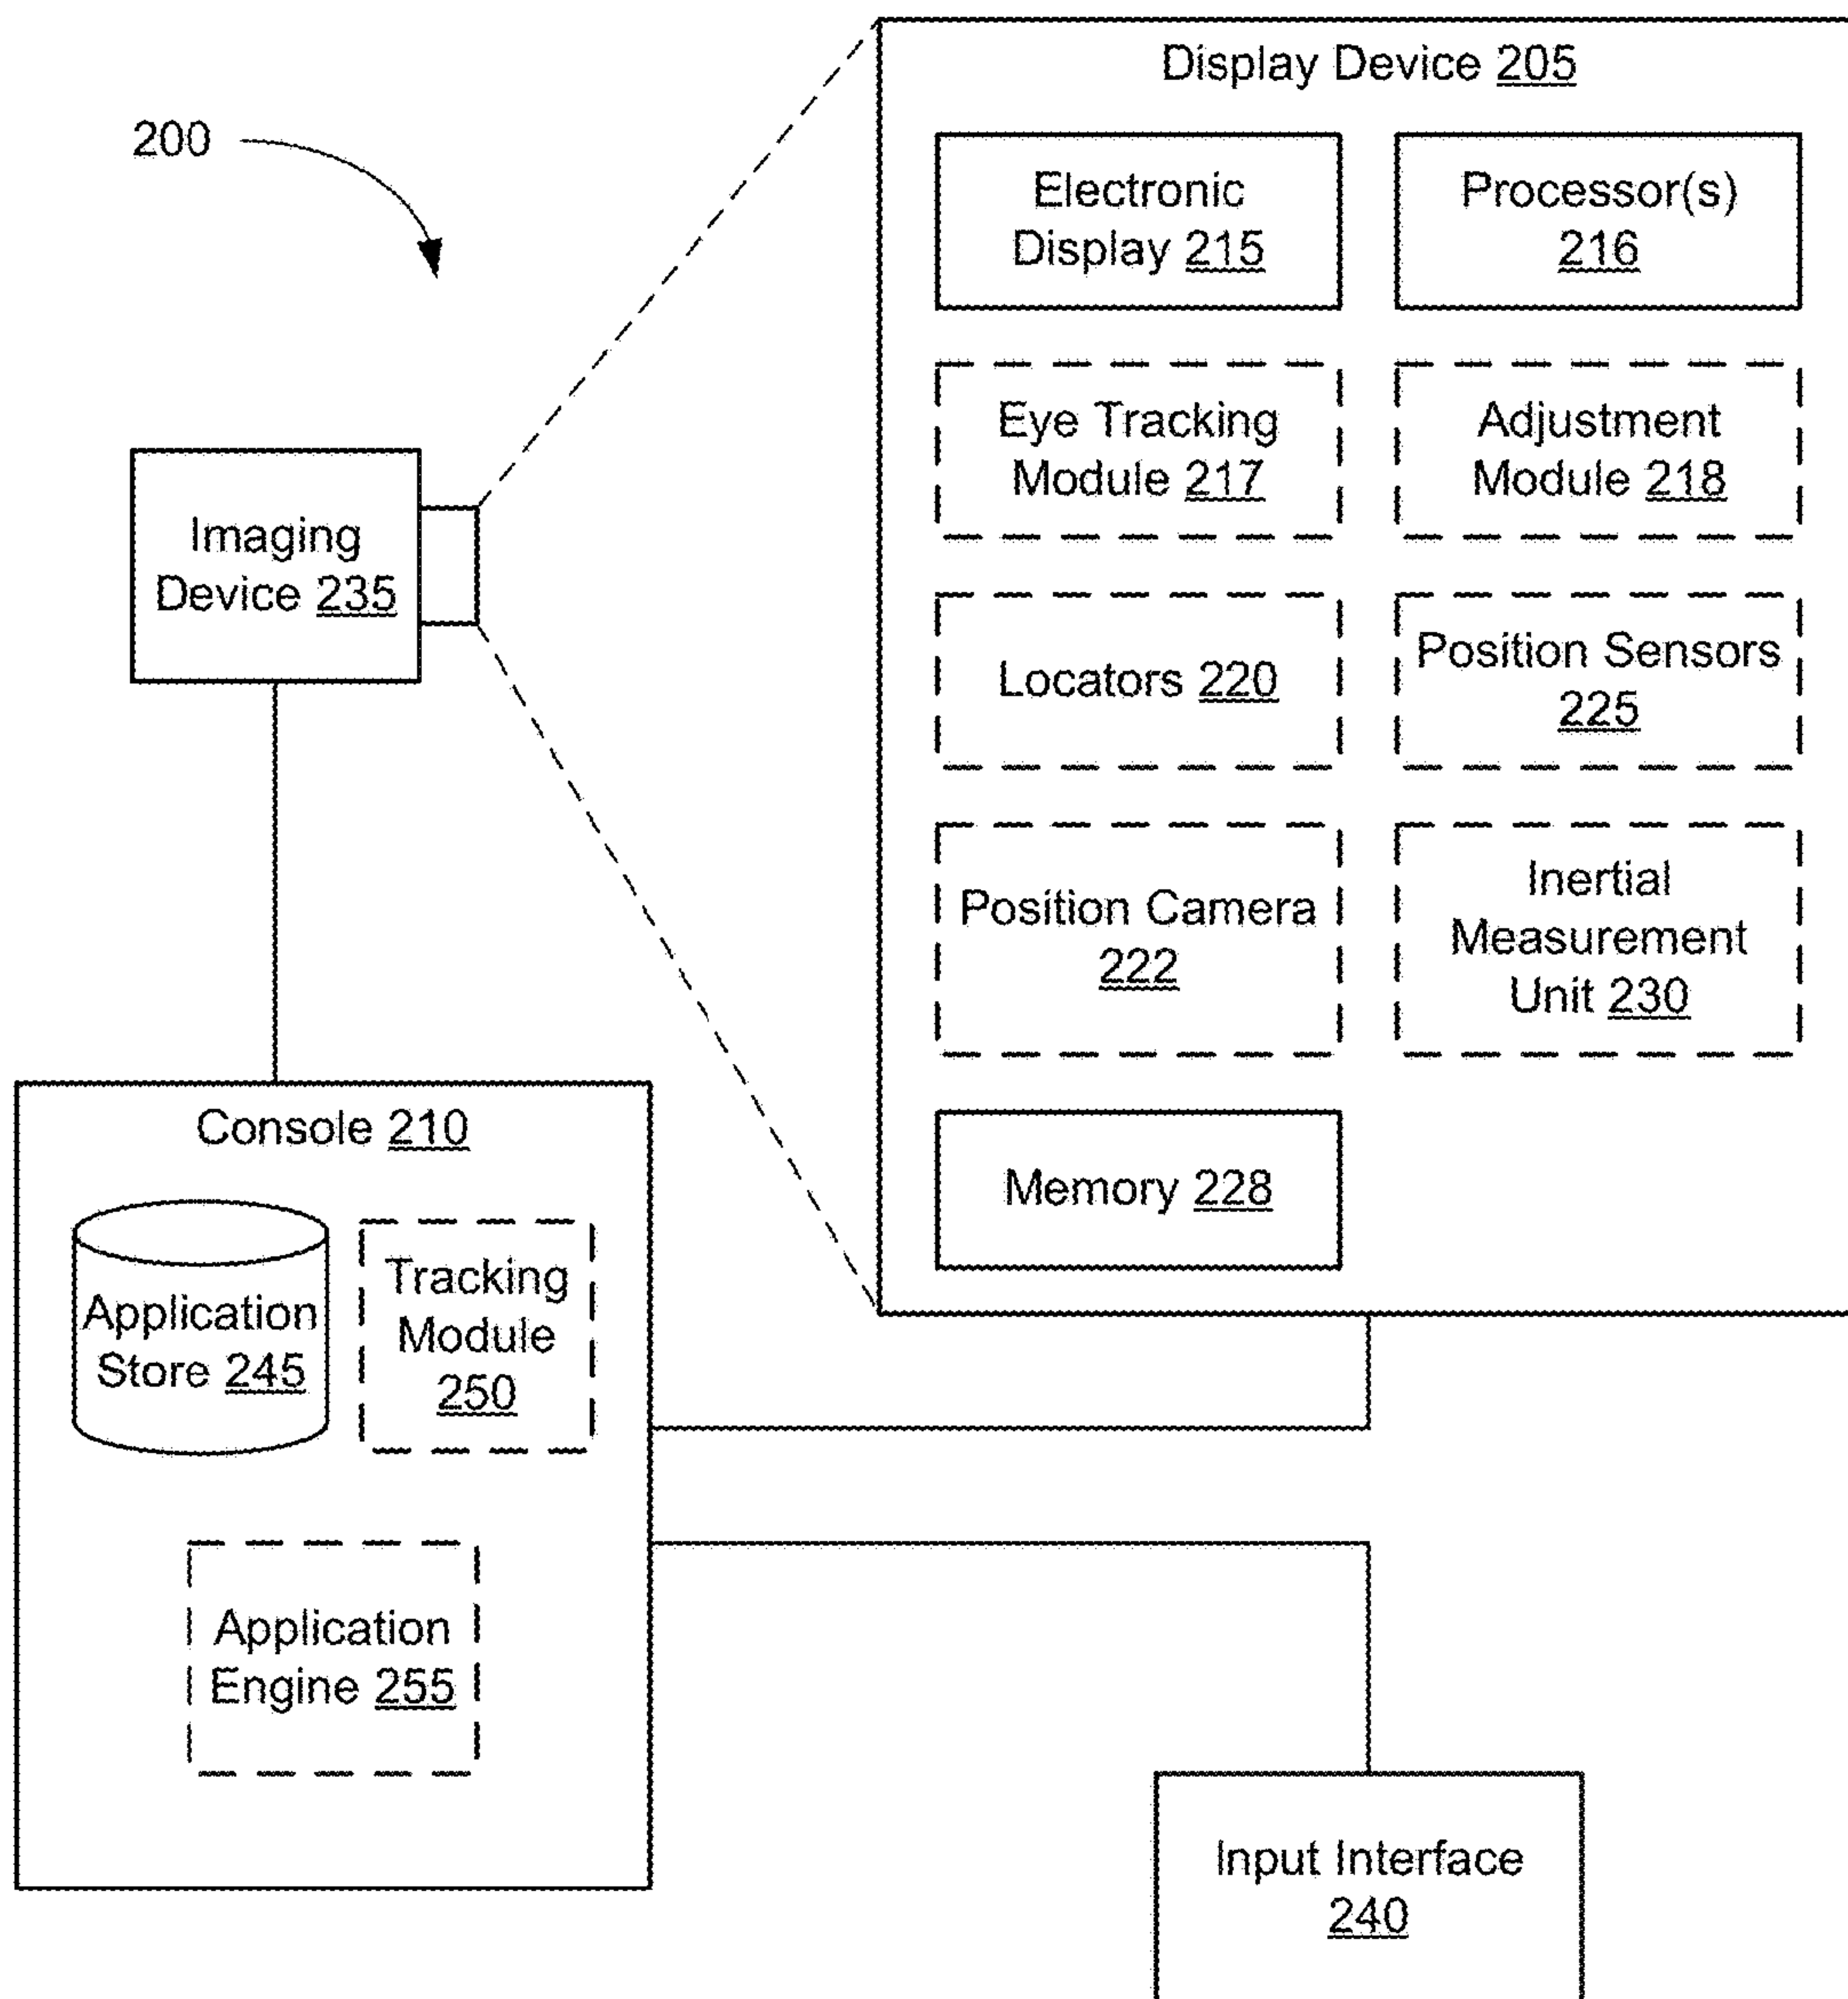 200
Display Device 205
Electronic
Display 215
Processor(s)
216
Eye Tracking
Module 217
Adjustment
Module 218
Imaging
Device 235
Locators 220
Position Sensors
225
Position Camera
222
Inertial
Measurement
Unit 230
Memory 228
Console 210
Application
Store 245
Tracking
Module
250
Application
Engine 255
Input Interface
240